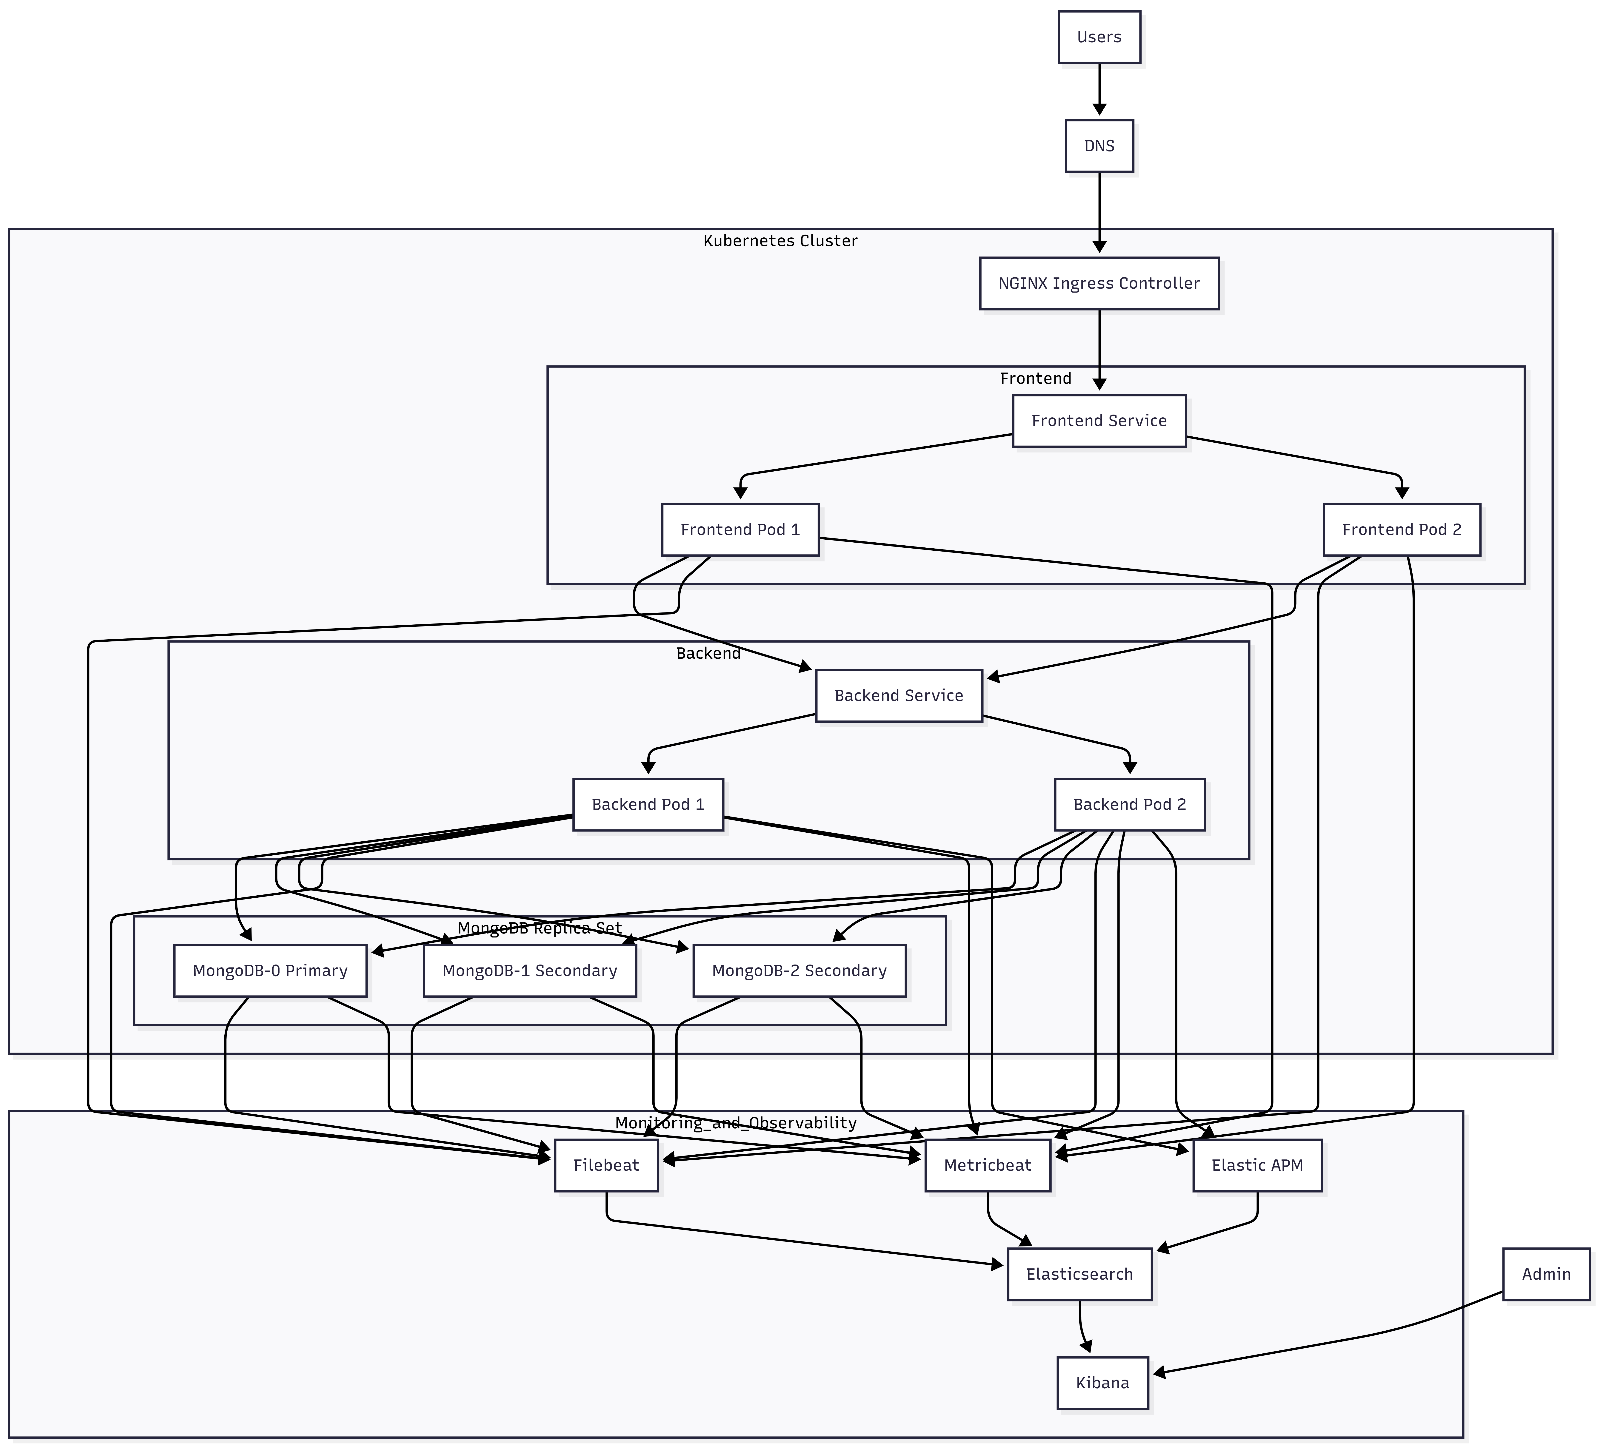 Users
DNS
Kubernetes Cluster
NGINX Ingress Controller
Frontend
Frontend Service
Frontend Pod 1
Frontend Pod 2
Backend
Backend Service
Backend Pod 1
Backend Pod 2
MongoDB Replica Set
MongoDB-0 Primary
MongoDB-1 Secondary
MongoDB-2 Secondary
Monitoring_and_Observability
Filebeat
Metricbeat
Elastic APM
Elasticsearch
Admin
Kibana